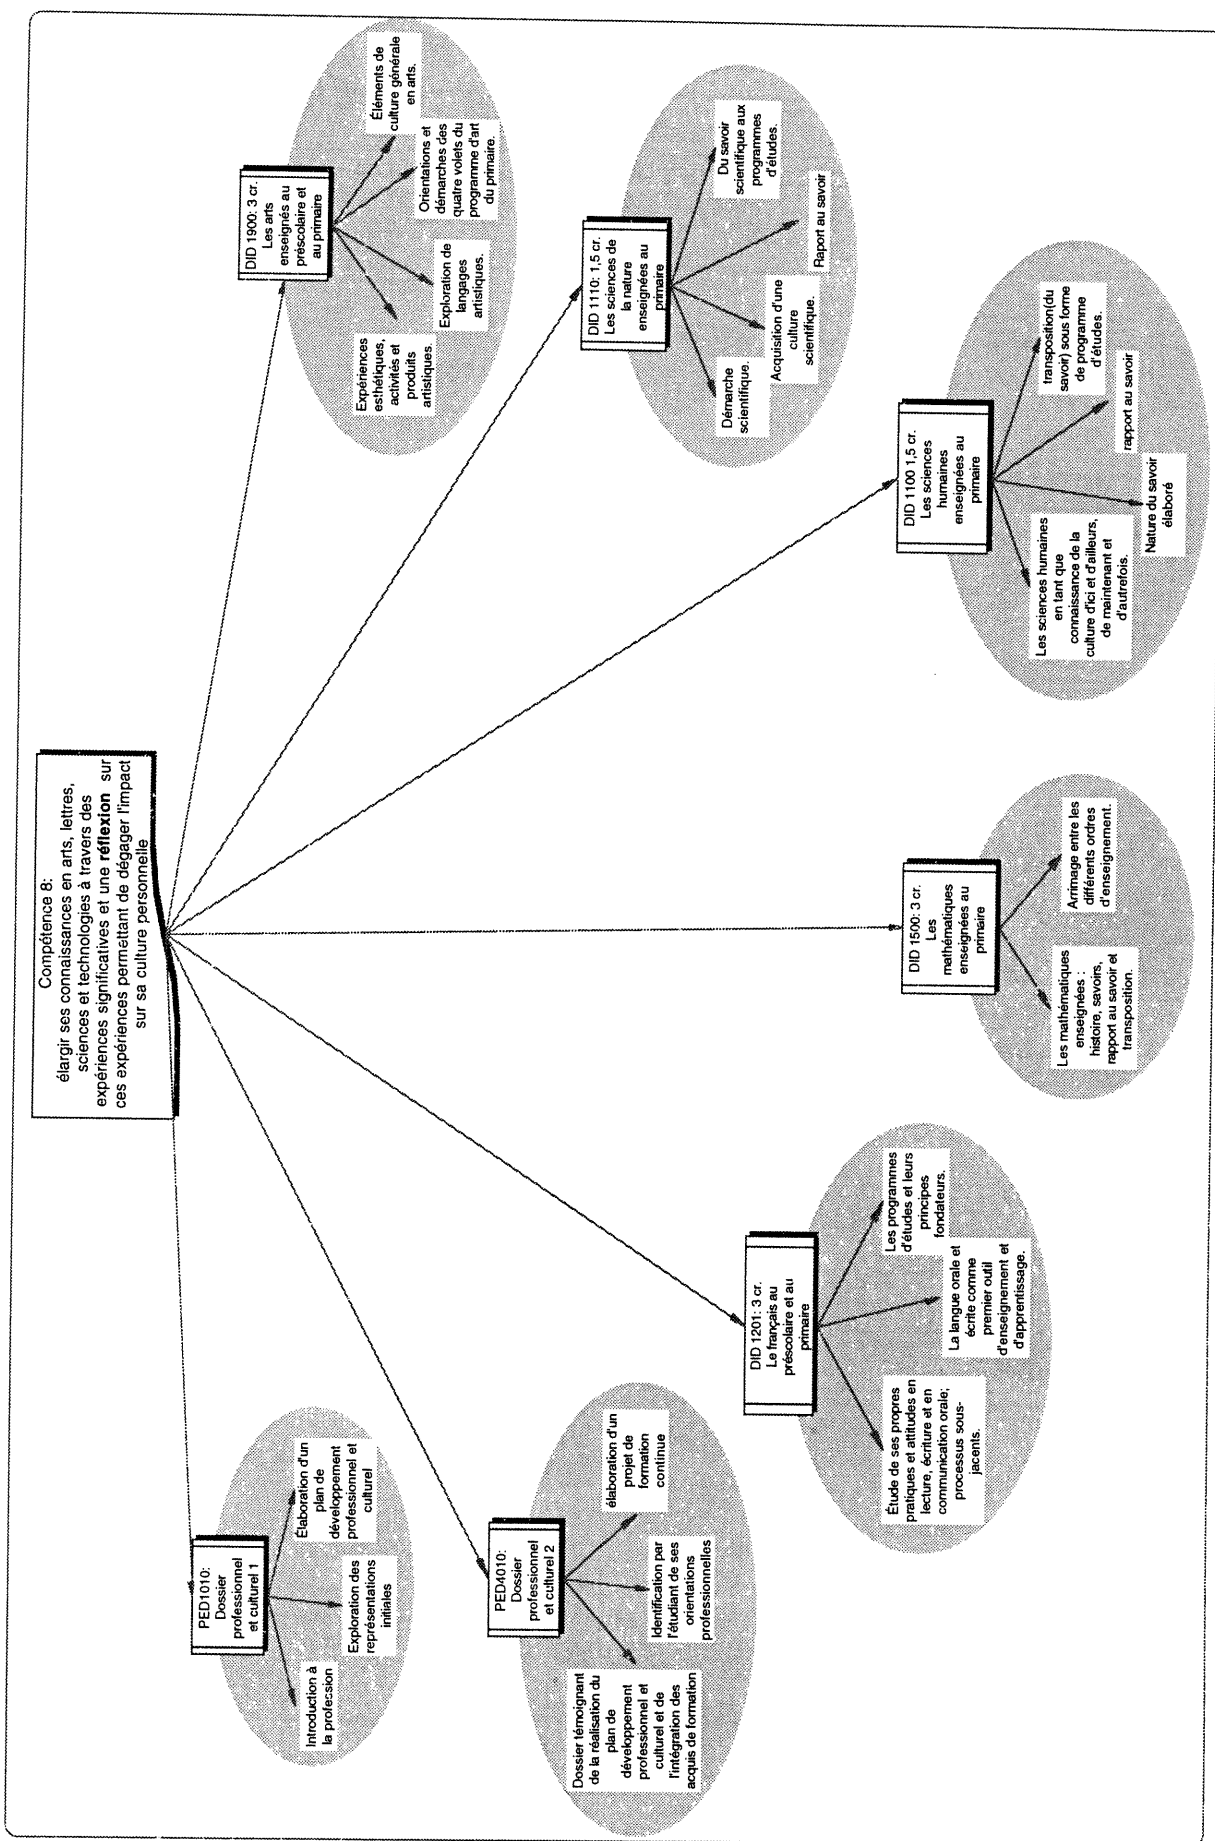 Compétence 8:
élargir ses connaissances en arts, lettres,
sciences et technologies à travers des
expériences significatives et une réflexion sur
ces expériences permettant de dégager l'impact
sur sa culture personnelle
PED1010:
Dossier
professionnel
et culturel 1
Introduction à
la profession
Exploration des
représentations
initiales
Élaboration d'un
plan de
développement
professionnel et
culturel
PED4010:
Dossier
professionnel
et culturel 2
Dossier témoignant
de la réalisation du
plan de
développement
professionnel et
culturel et de
l'intégration des
acquis de formation
Identification par
l'étudiant de ses
orientations
professionnelles
élaboration d'un
projet de
formation
continue
DID 1201: 3 cr.
Le français au
préscolaire et au
primaire
Étude de ses propres
pratiques et attitudes en
lecture, écriture et en
communication orale;
processus sous-
jacents.
La langue orale et
écrite comme
premier outil
d'enseignement et
d'apprentissage.
Les programmes
d'études et leurs
principes
fondateurs.
DID 1500: 3 cr.
Les
mathématiques
enseignées au
primaire
Les mathématiques
enseignées :
histoire, savoirs,
rapport au savoir et
transposition.
Arrimage entre les
différents ordres
d'enseignement.
DID 1100 1,5 cr.
Les sciences
humaines
enseignées au
primaire
Les sciences humaines
en tant que
connaissance de la
culture d'ici et d'ailleurs,
de maintenant et
d'autrefois.
Nature du savoir
élaboré
rapport au savoir
transposition(du
savoir) sous forme
de programme
d'études.
DID 1110: 1,5 cr.
Les sciences de
la nature
enseignées au
primaire
Démarche
scientifique.
Acquisition d'une
culture
scientifique.
Raport au savoir
Du savoir
scientifique aux
programmes
d'études.
DID 1900: 3 cr.
Les arts
enseignés au
préscolaire et
au primaire
Expériences
esthétiques,
activités et
produits
artistiques.
Exploration de
langages
artistiques.
Orientations et
démarches des
quatre volets du
programme d'art
du primaire.
Éléments de
culture générale
en arts.